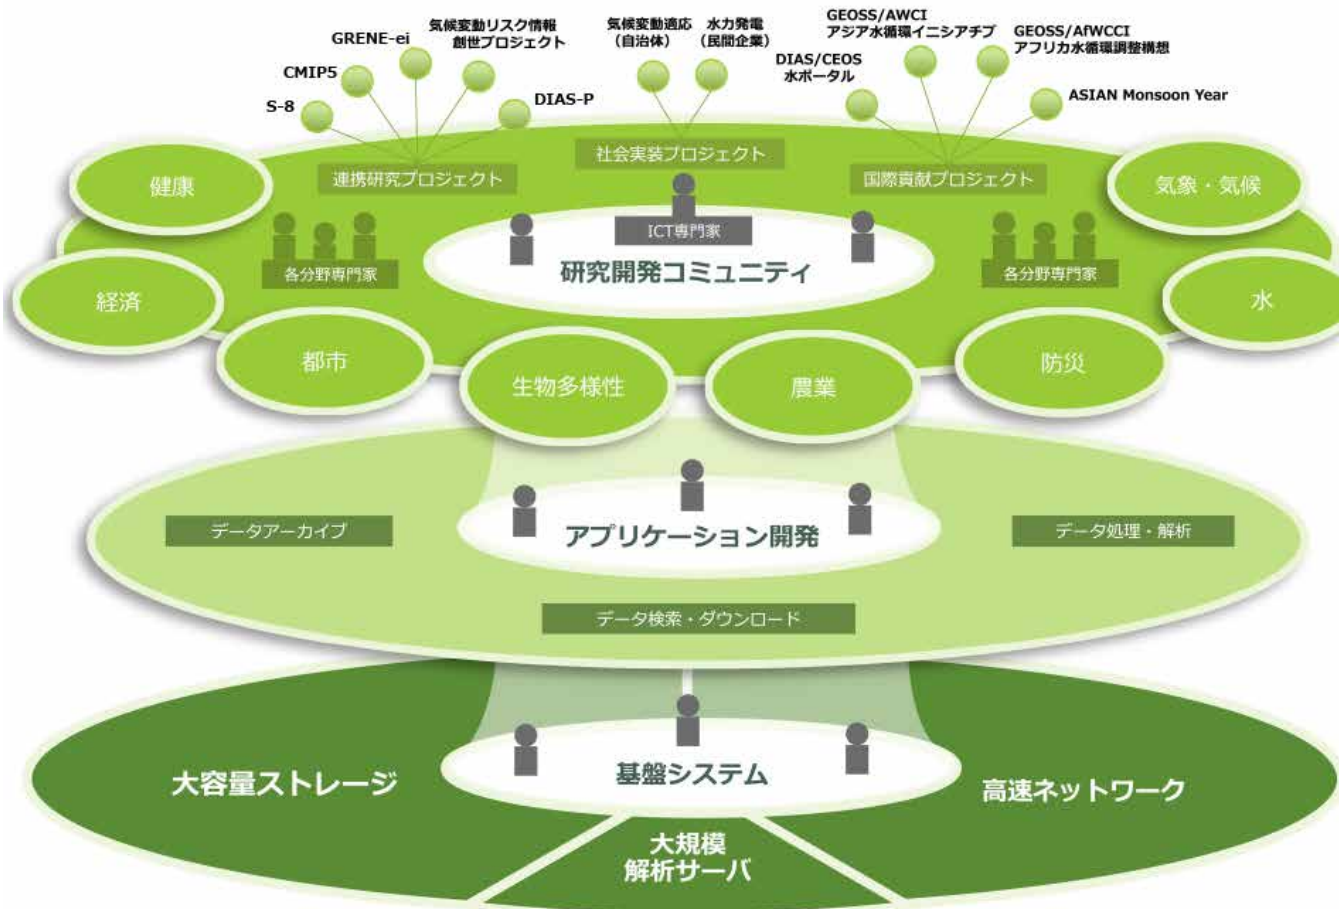 気候変動リスク情報
創世プロジェクト
GRENE-ei
CMIP5
S-8
DIAS-P
気候変動適応
(自治体)
水力発電
(民間企業)
GEOSS/AWCI
アジア水循環イニシアチブ
GEOSS/AfWCCI
アフリカ水循環調整構想
DIAS/CEOS
水ポータル
ASIAN Monsoon Year
連携研究プロジェクト
社会実装プロジェクト
国際貢献プロジェクト
健康
気象・気候
ICT専門家
各分野専門家
研究開発コミュニティ
各分野専門家
経済
水
都市
生物多様性
農業
防災
データアーカイブ
アプリケーション開発
データ処理・解析
データ検索・ダウンロード
大容量ストレージ
基盤システム
高速ネットワーク
大規模
解析サーバ